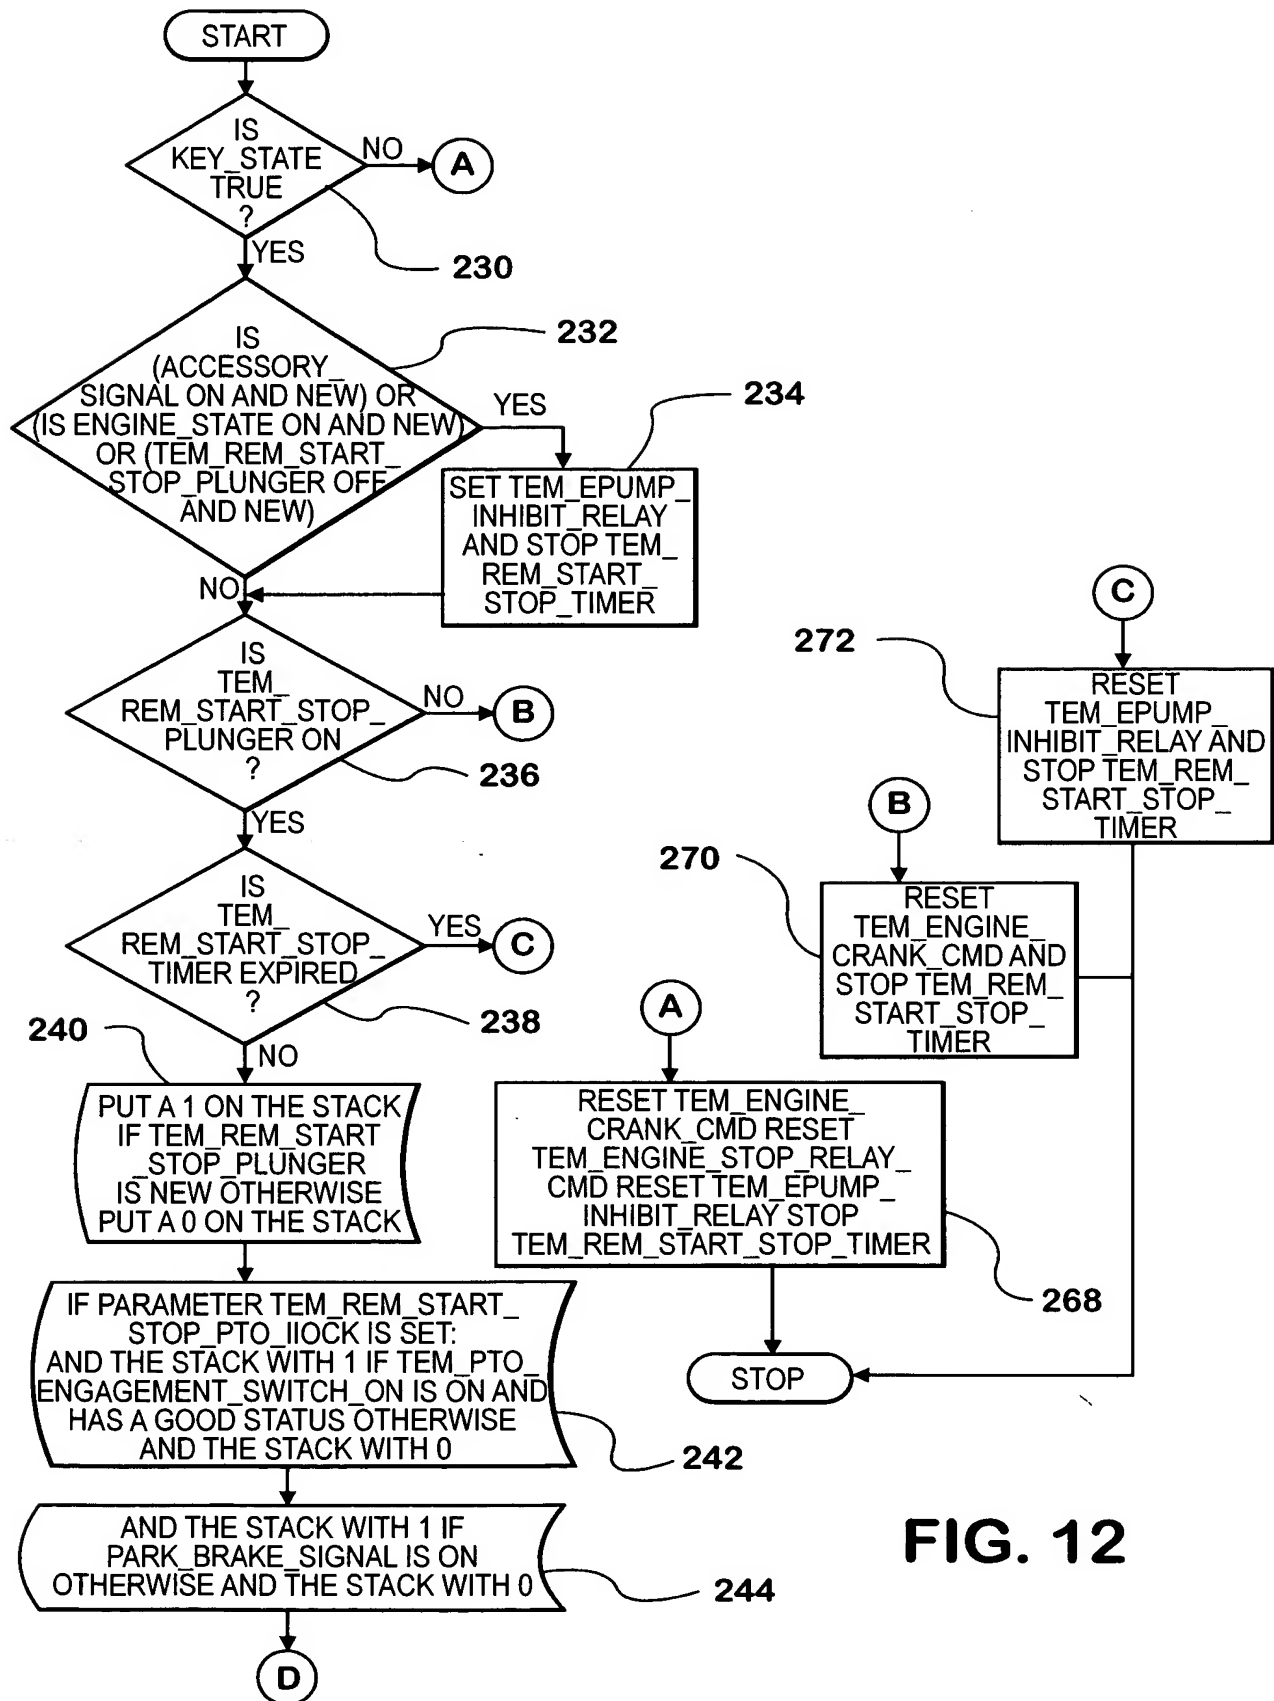 START
IS
KEY_STATE
TRUE
?
NO
A
YES
230
IS
(ACCESSORY_
SIGNAL ON AND NEW) OR
(IS ENGINE_STATE ON AND NEW)
OR (TEM_REM_START_
STOP_PLUNGER OFF
AND NEW)
232
YES
234
SET TEM_EPUMP_
INHIBIT_RELAY
AND STOP TEM_
REM_START_
STOP_TIMER
NO
IS
TEM_
REM_START_STOP_
PLUNGER ON
?
NO
B
236
YES
IS
TEM_
REM_START_STOP_
TIMER EXPIRED
?
YES
C
238
NO
240
PUT A 1 ON THE STACK
IF TEM_REM_START
_STOP_PLUNGER
IS NEW OTHERWISE
PUT A 0 ON THE STACK
IF PARAMETER TEM_REM_START_
STOP_PTO_IIOCK IS SET:
AND THE STACK WITH 1 IF TEM_PTO_
ENGAGEMENT_SWITCH_ON IS ON AND
HAS A GOOD STATUS OTHERWISE
AND THE STACK WITH 0
242
AND THE STACK WITH 1 IF
PARK_BRAKE_SIGNAL IS ON
OTHERWISE AND THE STACK WITH 0
244
D
C
272
RESET
TEM_EPUMP_
INHIBIT_RELAY AND
STOP TEM_REM_
START_STOP_
TIMER
B
270
RESET
TEM_ENGINE_
CRANK_CMD AND
STOP TEM_REM_
START_STOP_
TIMER
A
RESET TEM_ENGINE_
CRANK_CMD RESET
TEM_ENGINE_STOP_RELAY_
CMD RESET TEM_EPUMP_
INHIBIT_RELAY STOP
TEM_REM_START_STOP_TIMER
268
STOP
FIG. 12